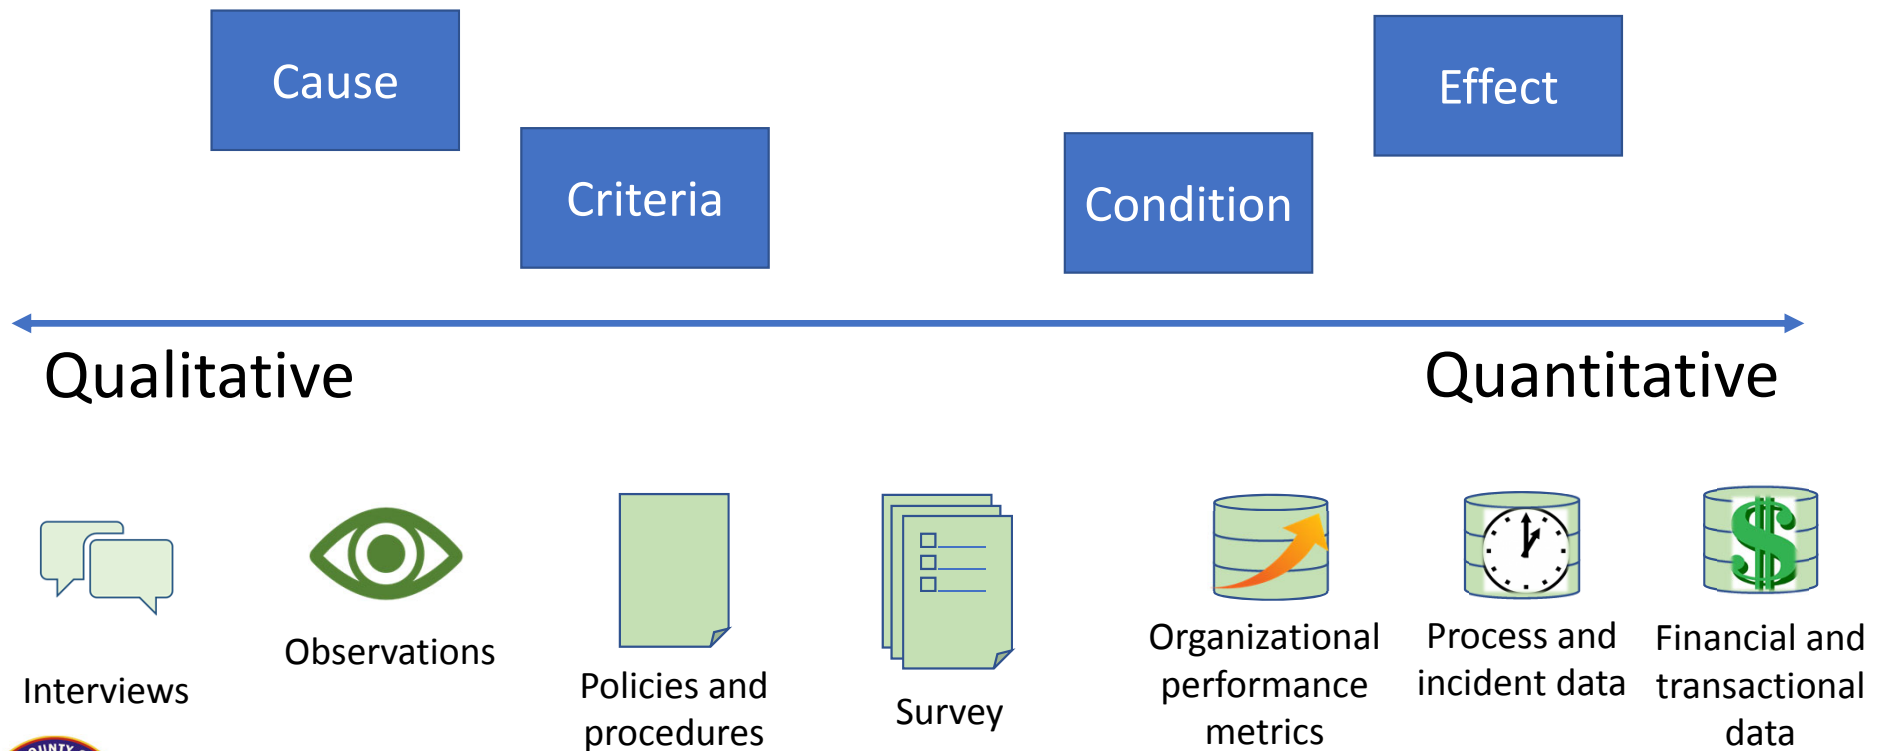 Cause
Effect
Criteria
Condition
Qualitative
Quantitative
Interviews
Observations
Policies and
procedures
Survey
Organizational
performance
metrics
Process and
incident data
Financial and
transactional
data
$
COUNTY